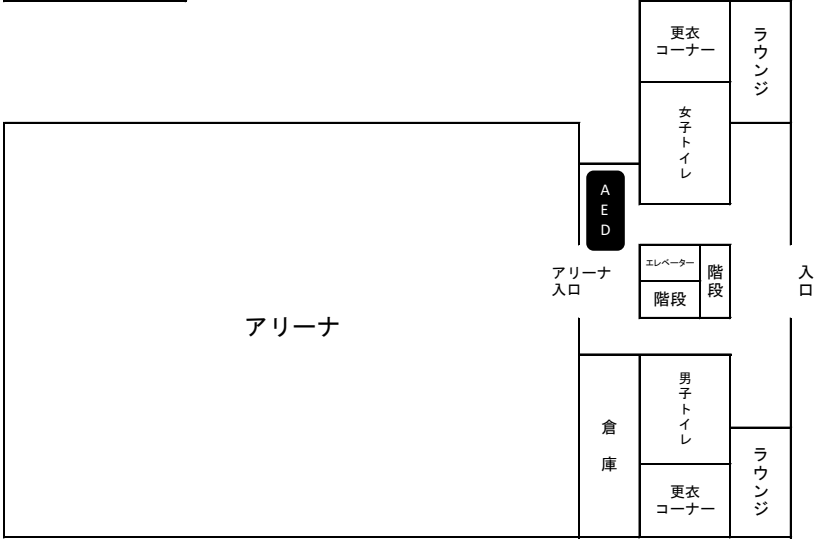 更衣
コーナー
ラウンジ
女子トイレ
AED
エレベーター
階段
階段
アリーナ
入口
入口
アリーナ
男子トイレ
倉庫
更衣
コーナー
ラウンジ